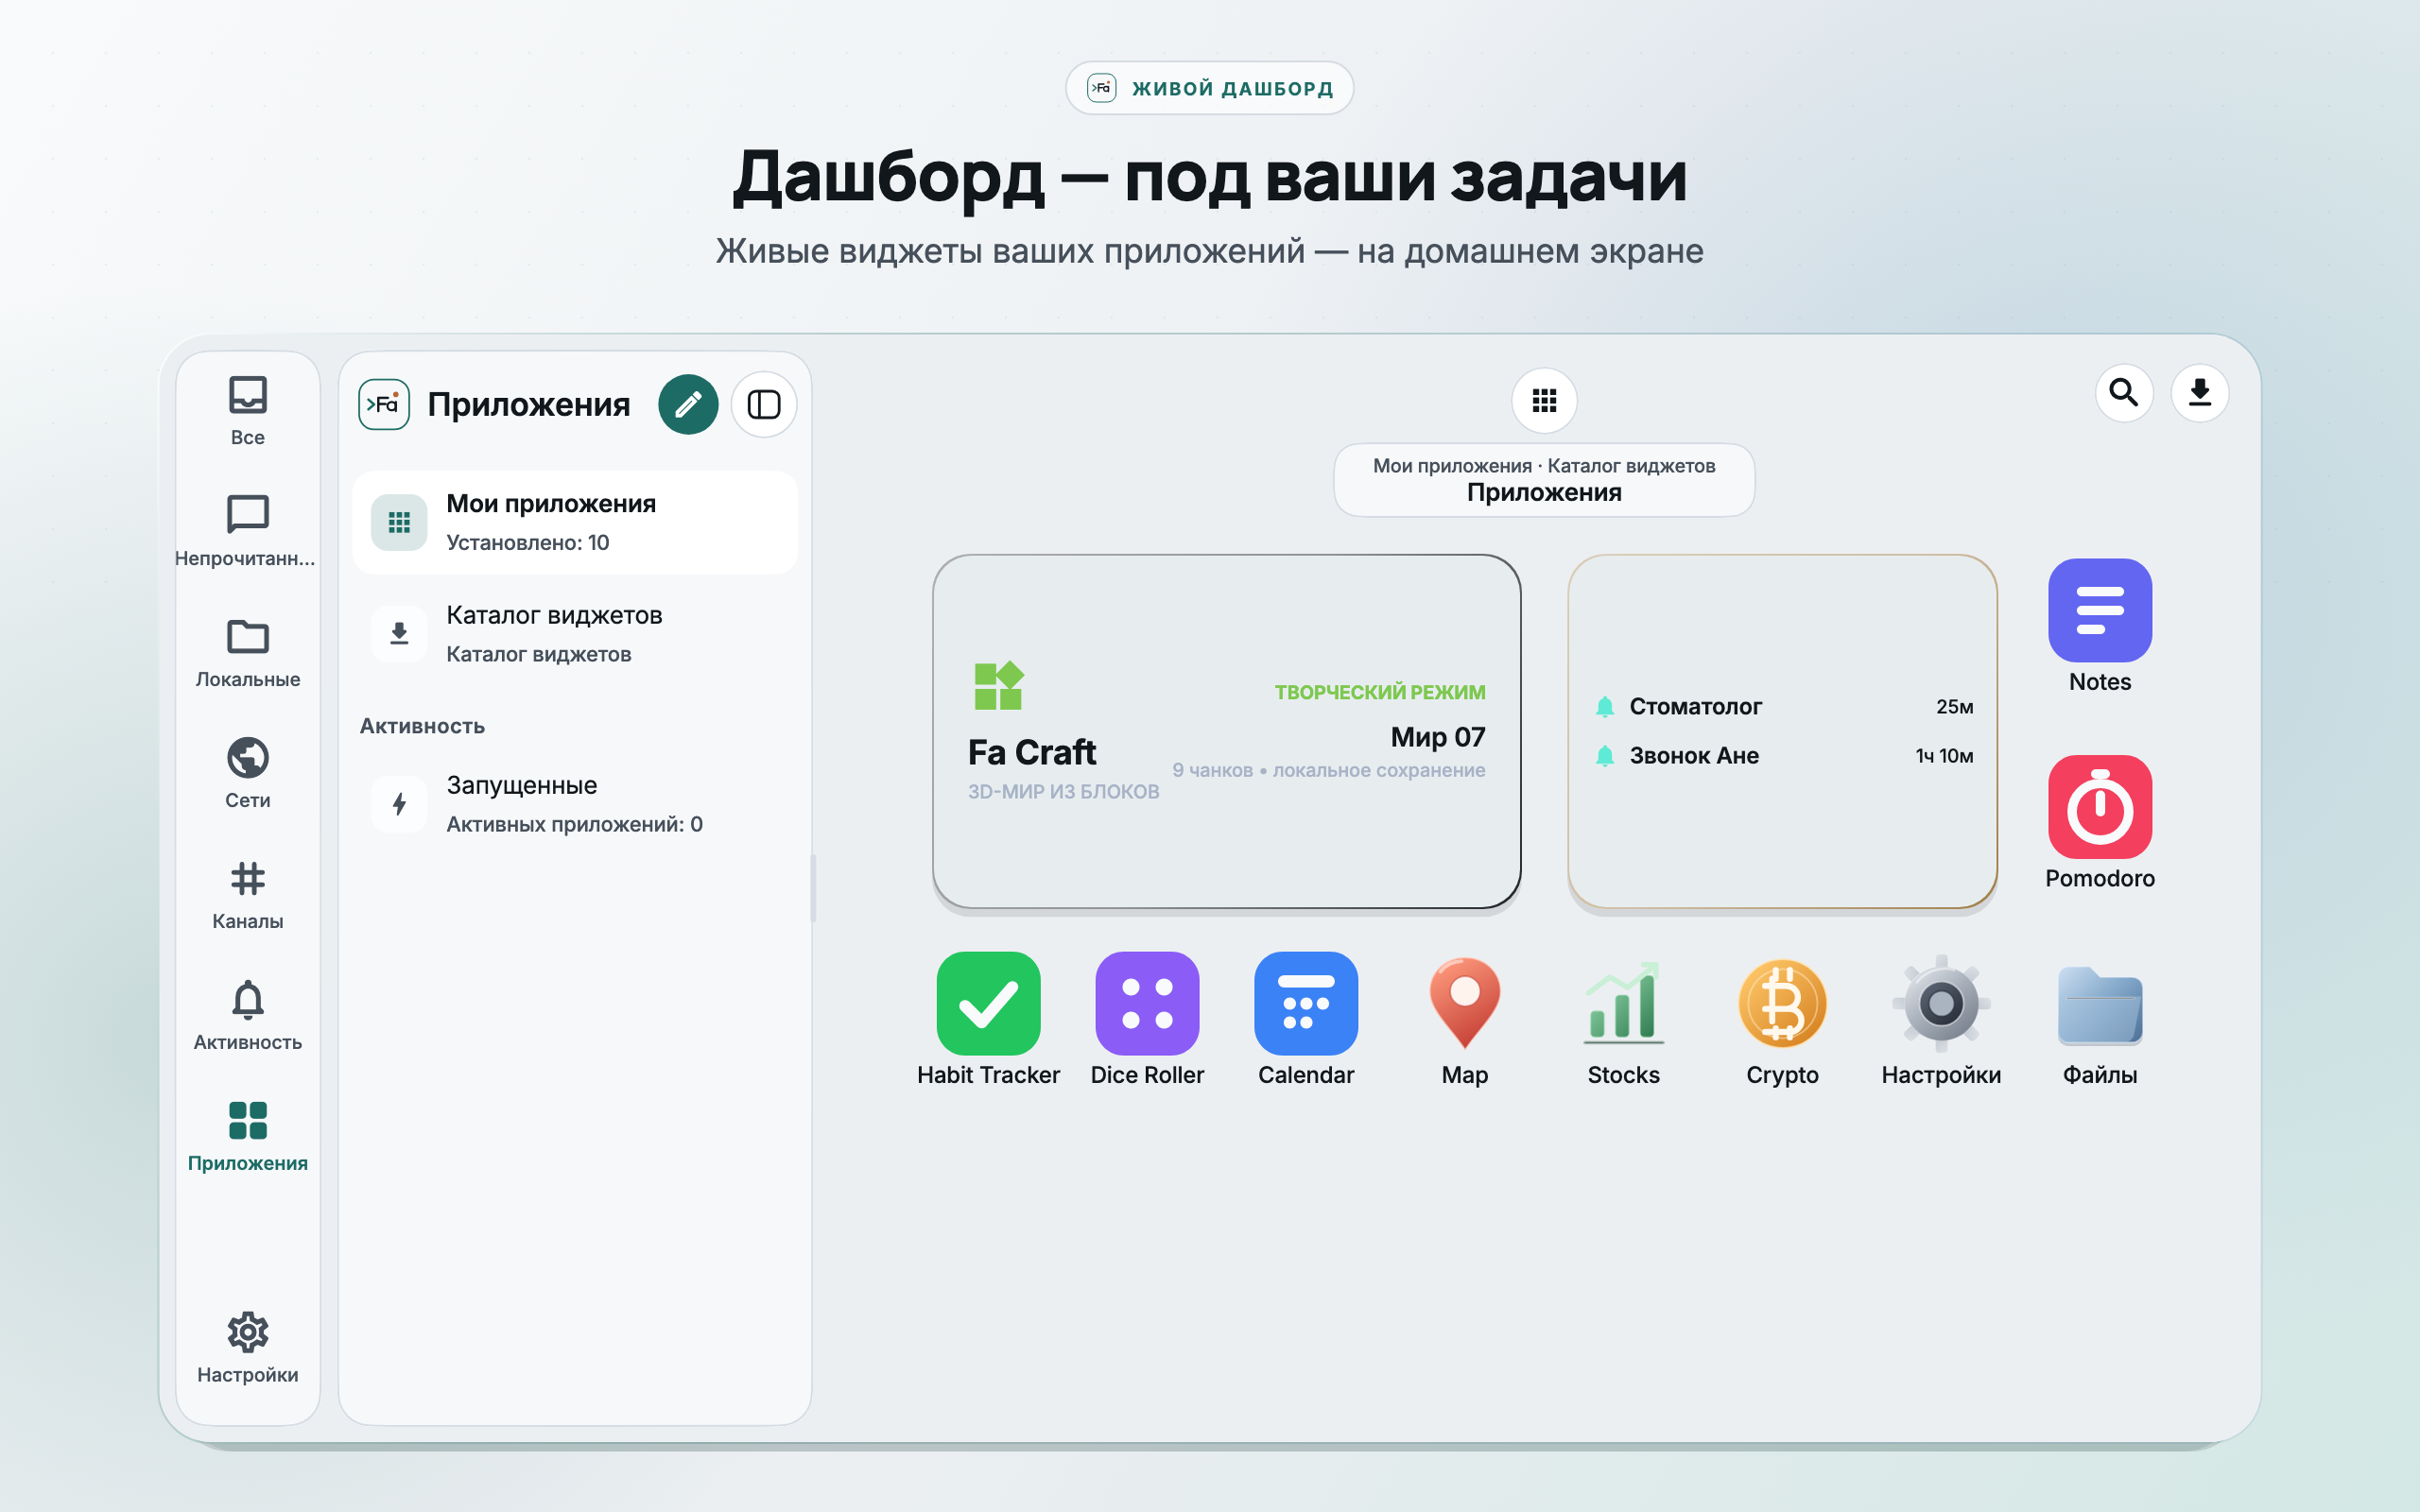 >Fa ЖИВОЙ ДАШБОРД
Дашборд — под ваши задачи
Живые виджеты ваших приложений — на домашнем экране
Все
Непрочитанн...
Локальные
Сети
Каналы
Активность
Приложения
Настройки
>Fa Приложения
Мои приложения
Установлено: 10
Каталог виджетов
Каталог виджетов
Активность
Запущенные
Активных приложений: 0
Мои приложения · Каталог виджетов
Приложения
Fa Craft
3D-МИР ИЗ БЛОКОВ
ТВОРЧЕСКИЙ РЕЖИМ
Мир 07
9 чанков • локальное сохранение
Стоматолог 25м
Звонок Ане 1ч 10м
Notes
Pomodoro
Habit Tracker
Dice Roller
Calendar
Map
Stocks
Crypto
Настройки
Файлы